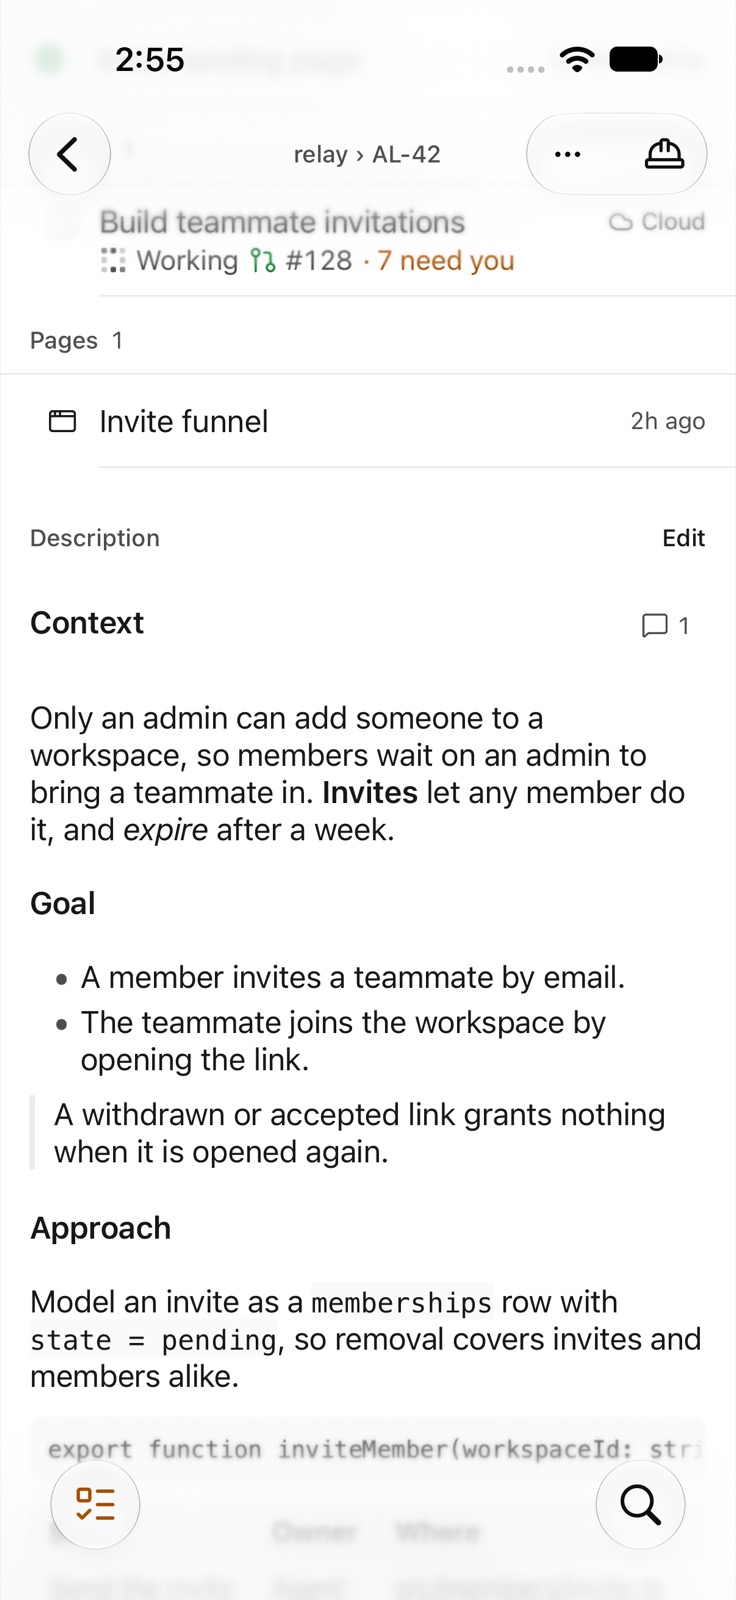 2:55
relay › AL-42
Build teammate invitations
Cloud
Working #128 · 7 need you
Pages 1
Invite funnel
2h ago
Description
Edit
Context
1
Only an admin can add someone to a
workspace, so members wait on an admin to
bring a teammate in. Invites let any member do
it, and expire after a week.
Goal
• A member invites a teammate by email.
• The teammate joins the workspace by
opening the link.
A withdrawn or accepted link grants nothing
when it is opened again.
Approach
Model an invite as a memberships row with
state = pending, so removal covers invites and
members alike.
export function inviteMember(workspaceId: stri
Owner
Where